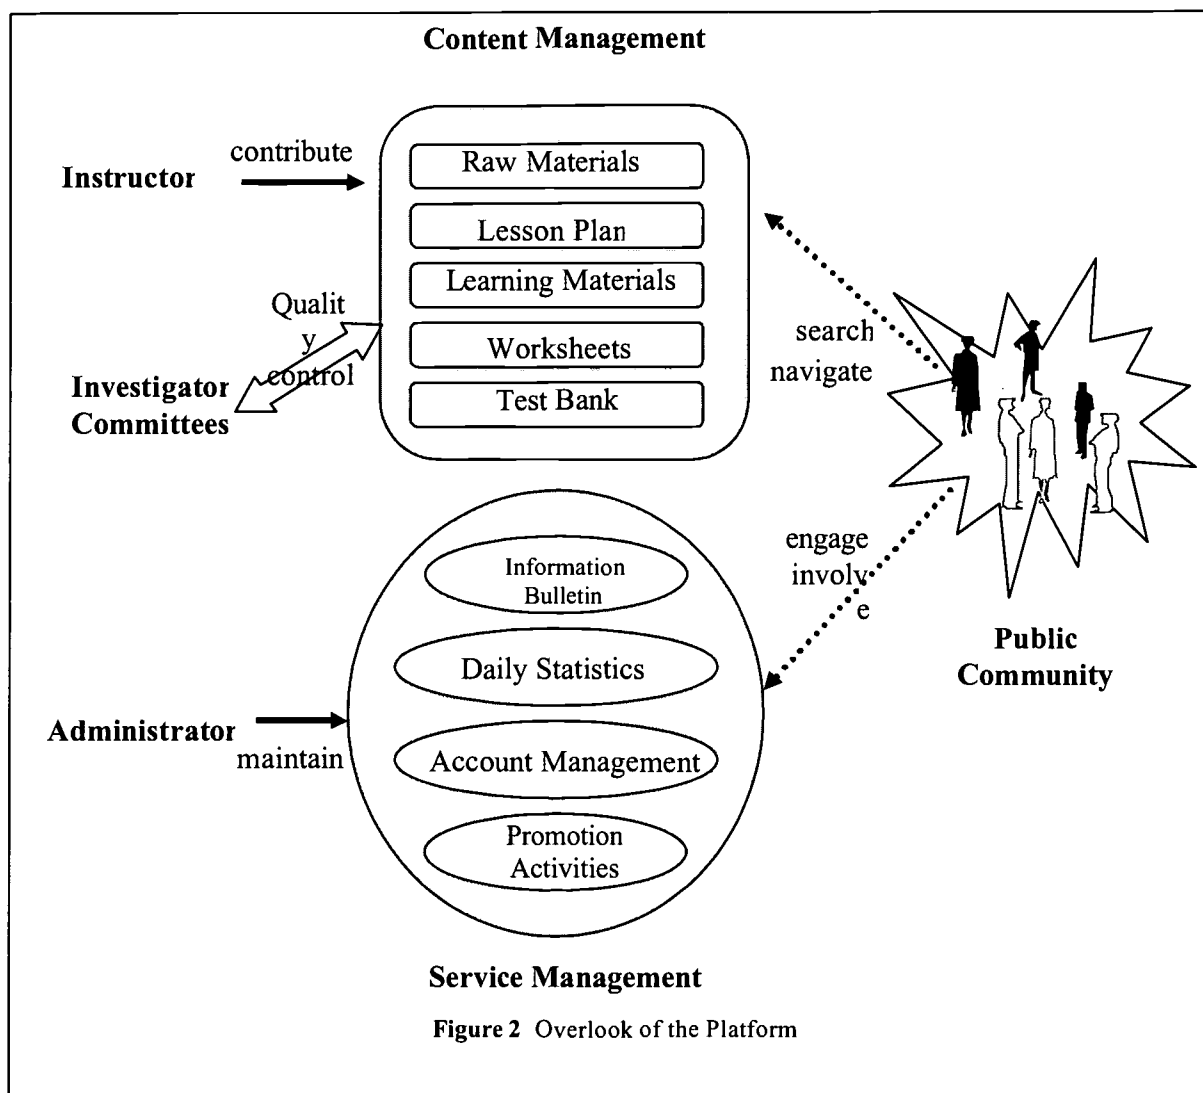 Content Management
contribute
Instructor
Raw Materials
Lesson Plan
Learning Materials
Worksheets
Test Bank
Qualit
y
control
Investigator
Committees
search
navigate
engage
involv
e
Public
Community
Information
Bulletin
Daily Statistics
Account Management
Promotion
Activities
Administrator
maintain
Service Management
Figure 2 Overlook of the Platform